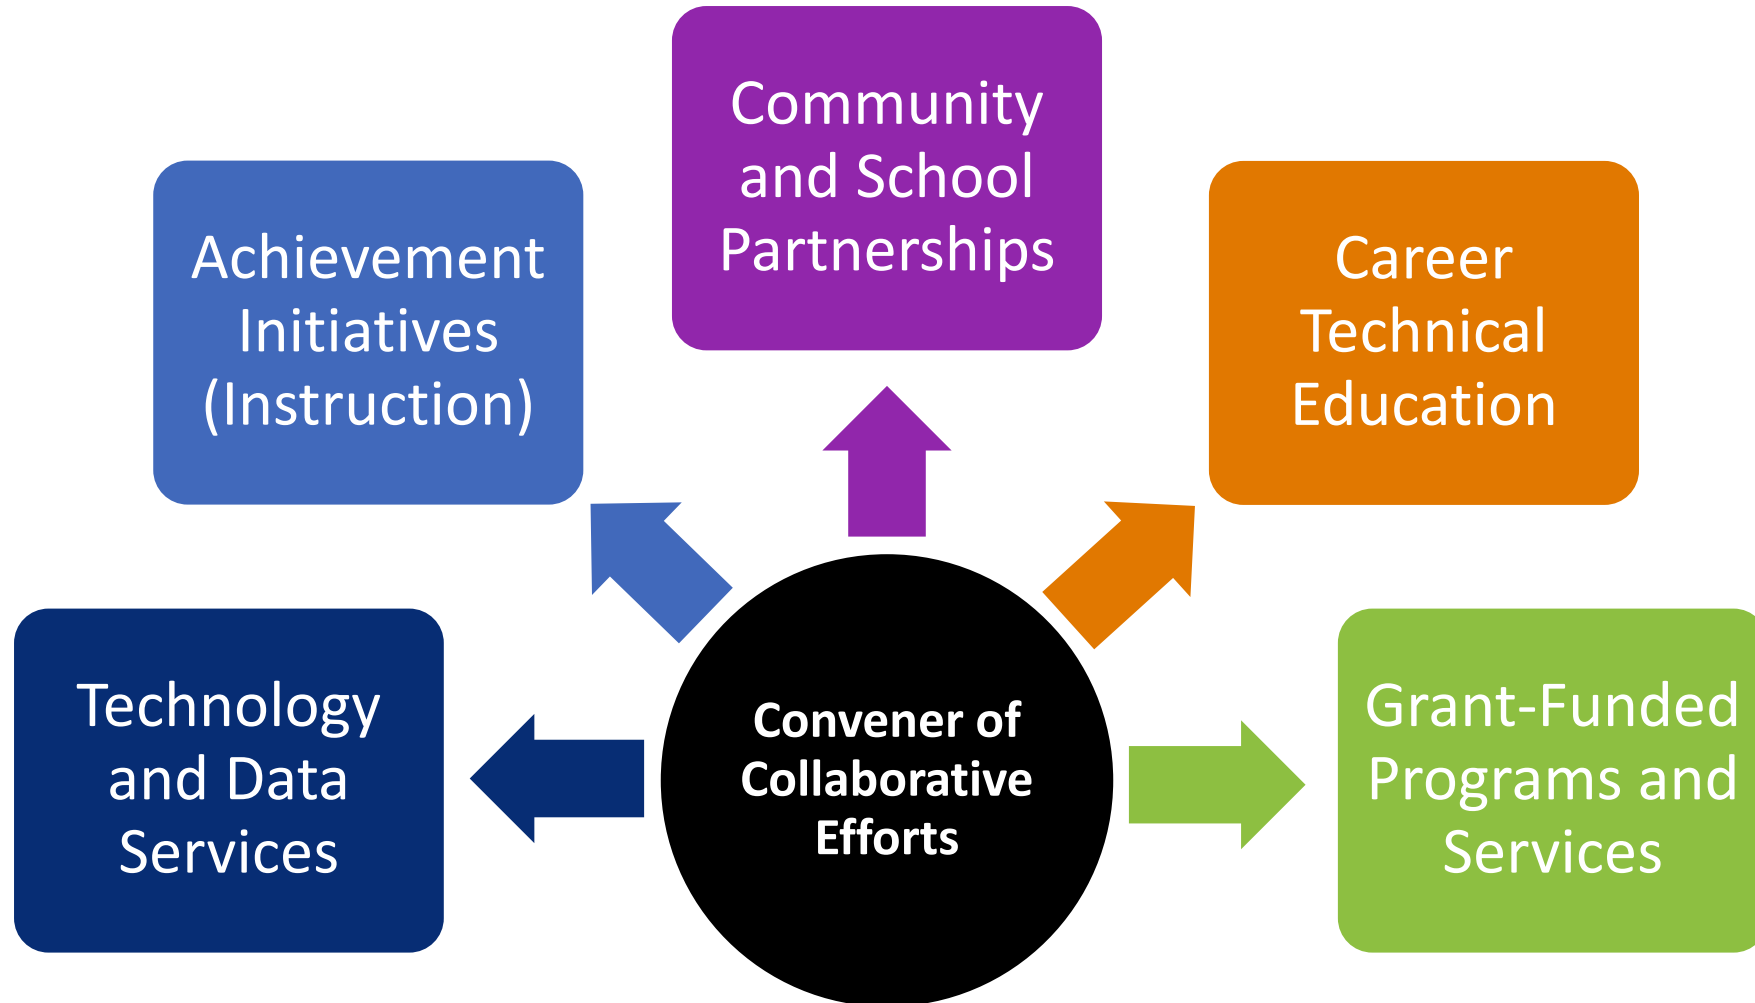 Community
and School
Partnerships
Achievement
Initiatives
(Instruction)
Career
Technical
Education
Technology
and Data
Services
Convener of
Collaborative
Efforts
Grant-Funded
Programs and
Services